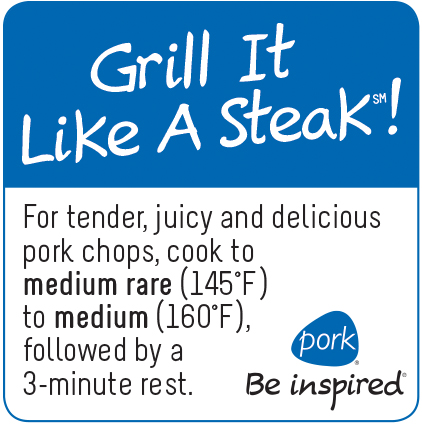 Grill It
Like A Steak℠!
For tender, juicy and delicious
pork chops, cook to
medium rare (145°F)
to medium (160°F),
followed by a
3-minute rest.
pork®
Be inspired®